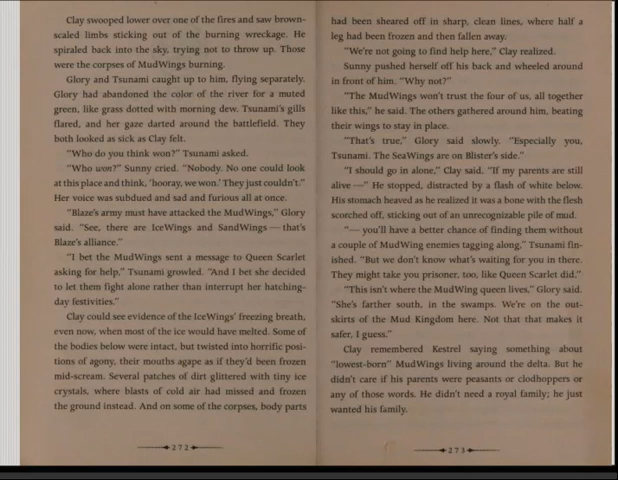 Clay swooped lower over one of the fires and saw brown-
scaled limbs sticking out of the burning wreckage. He
spiraled back into the sky, trying not to throw up. Those
were the corpses of MudWings burning.
Glory and Tsunami caught up to him, flying separately.
Glory had abandoned the color of the river for a muted
green, like grass dotted with morning dew. Tsunami's gills
flared, and her gaze darted around the battlefield. They
both looked as sick as Clay felt.
"Who do you think won?" Tsunami asked.
"Who won?" Sunny cried. "Nobody. No one could look
at this place and think, 'hooray, we won.' They just couldn't."
Her voice was subdued and sad and furious all at once.
"Blaze's army must have attacked the MudWings," Glory
said. "See, there are IceWings and SandWings — that's
Blaze's alliance."
"I bet the MudWings sent a message to Queen Scarlet
asking for help," Tsunami growled. "And I bet she decided
to let them fight alone rather than interrupt her hatching-
day festivities."
Clay could see evidence of the IceWings' freezing breath,
even now, when most of the ice would have melted. Some of
the bodies below were intact, but twisted into horrific posi-
tions of agony, their mouths agape as if they'd been frozen
mid-scream. Several patches of dirt glittered with tiny ice
crystals, where blasts of cold air had missed and frozen
the ground instead. And on some of the corpses, body parts
272
had been sheared off in sharp, clean lines, where half a
leg had been frozen and then fallen away.
"We're not going to find help here," Clay realized.
Sunny pushed herself off his back and wheeled around
in front of him. "Why not?"
"The MudWings won't trust the four of us, all together
like this," he said. The others gathered around him, beating
their wings to stay in place.
"That's true," Glory said slowly. "Especially you,
Tsunami. The SeaWings are on Blister's side."
"I should go in alone," Clay said. "If my parents are still
alive —" He stopped, distracted by a flash of white below.
His stomach heaved as he realized it was a bone with the flesh
scorched off, sticking out of an unrecognizable pile of mud.
"— you'll have a better chance of finding them without
a couple of MudWing enemies tagging along," Tsunami fin-
ished. "But we don't know what's waiting for you in there.
They might take you prisoner, too, like Queen Scarlet did."
"This isn't where the MudWing queen lives," Glory said.
"She's farther south, in the swamps. We're on the out-
skirts of the Mud Kingdom here. Not that that makes it
safer, I guess."
Clay remembered Kestrel saying something about
"lowest-born" MudWings living around the delta. But he
didn't care if his parents were peasants or clodhoppers or
any of those words. He didn't need a royal family; he just
wanted his family.
273